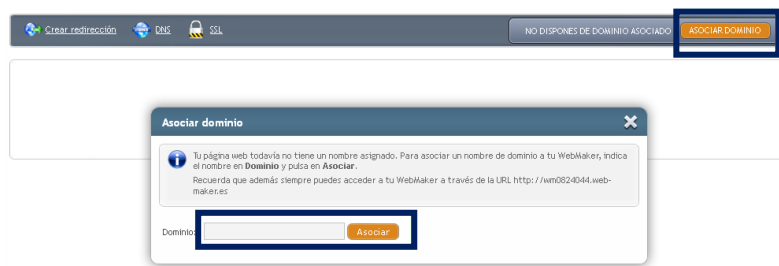 Crear redirección DNS SSL NO DISPONES DE DOMINIO ASOCIADO ASOCIAR DOMINIO
Asociar dominio
Tu página web todavía no tiene un nombre asignado. Para asociar un nombre de dominio a tu WebMaker, indica
el nombre en Dominio y pulsa en Asociar.
Recuerda que además siempre puedes acceder a tu WebMaker a través de la URL http://wm0824044.web-
maker.es
Dominio: Asociar